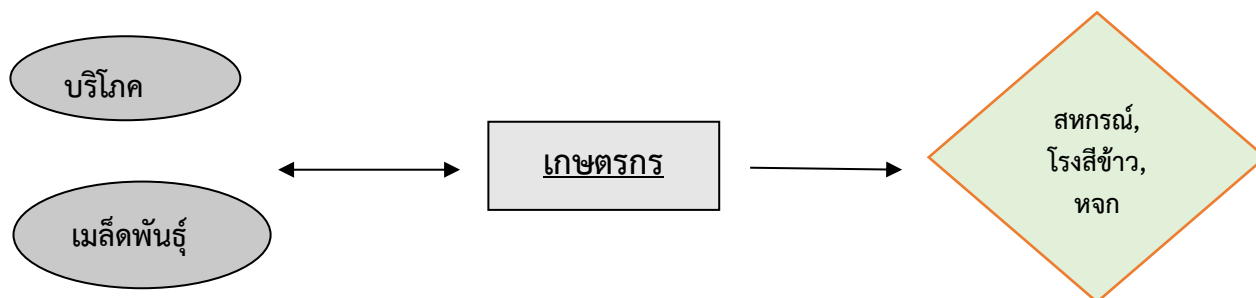 บริโภค
เมล็ดพันธุ์
เกษตรกร
สหกรณ์,
โรงสีข้าว,
หจก